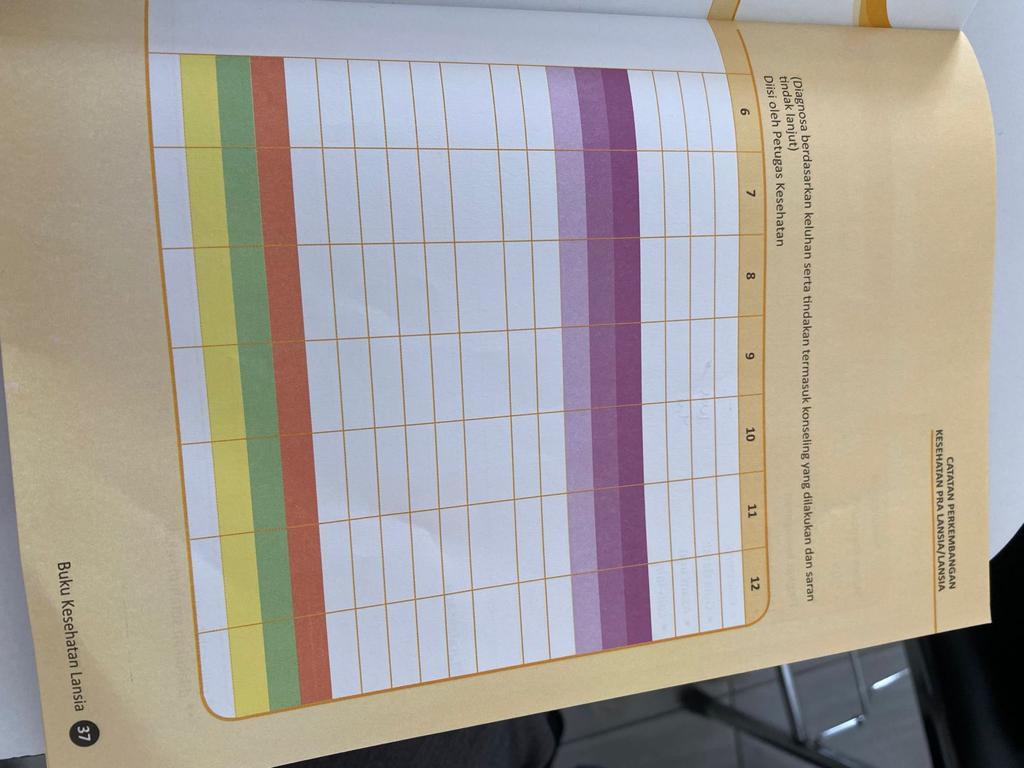 CATATAN PERKEMBANGAN
KESEHATAN PRA LANSIA/LANSIA
(Diagnosa berdasarkan keluhan serta tindakan termasuk konseling yang dilakukan dan saran
tindak lanjut)
Diisi oleh Petugas Kesehatan
6 7 8 9 10 11 12
Buku Kesehatan Lansia 37